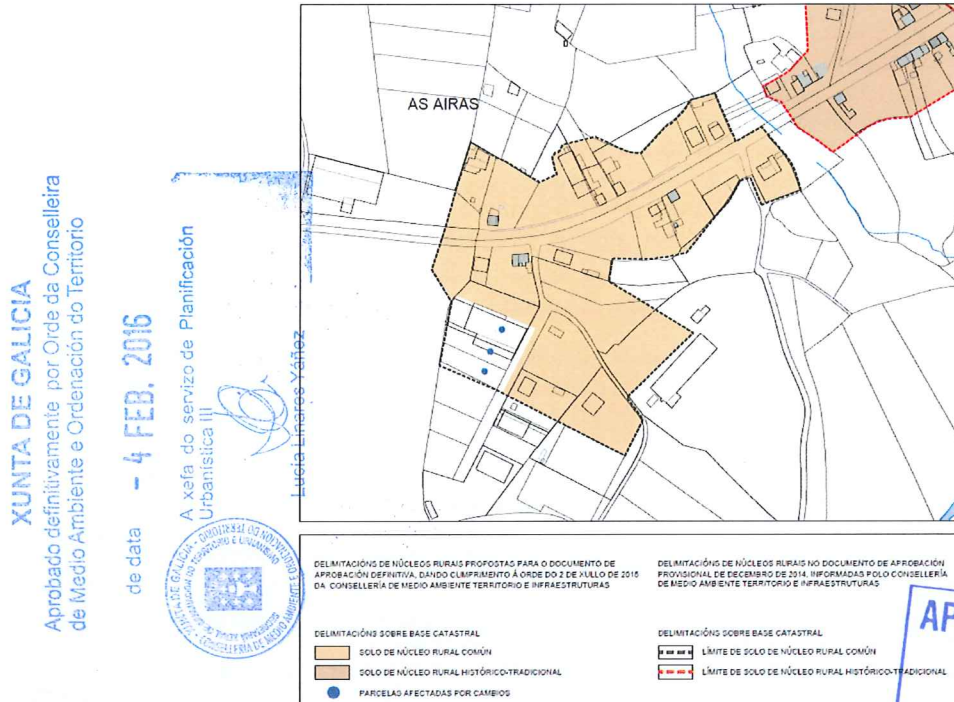 XUNTA DE GALICIA
Aprobado definitivamente por Orde da Conselleira
de Medio Ambiente e Ordenación do Territorio
de data - 4 FEB. 2016
A xefa do servizo de Planificación
Urbanística III
Lucía Linares Yáñez
AS AIRAS
DELIMITACIÓNS DE NÚCLEOS RURAIS PROPOSTAS PARA O DOCUMENTO DE
APROBACIÓN DEFINITIVA, DANDO CUMPRIMENTO Á ORDE DO 2 DE XULLO DE 2015
DA CONSELLERÍA DE MEDIO AMBIENTE TERRITORIO E INFRAESTRUTURAS
DELIMITACIÓNS SOBRE BASE CATASTRAL
SOLO DE NÚCLEO RURAL COMÚN
SOLO DE NÚCLEO RURAL HISTÓRICO-TRADICIONAL
PARCELAS AFECTADAS POR CAMBIOS
DELIMITACIÓNS DE NÚCLEOS RURAIS NO DOCUMENTO DE APROBACIÓN
PROVISIONAL DE DECEMBRO DE 2014, INFORMADAS POLO CONSELLERÍA
DE MEDIO AMBIENTE TERRITORIO E INFRAESTRUTURAS
DELIMITACIÓNS SOBRE BASE CATASTRAL
LÍMITE DE SOLO DE NÚCLEO RURAL COMÚN
LÍMITE DE SOLO DE NÚCLEO RURAL HISTÓRICO-TRADICIONAL
AP